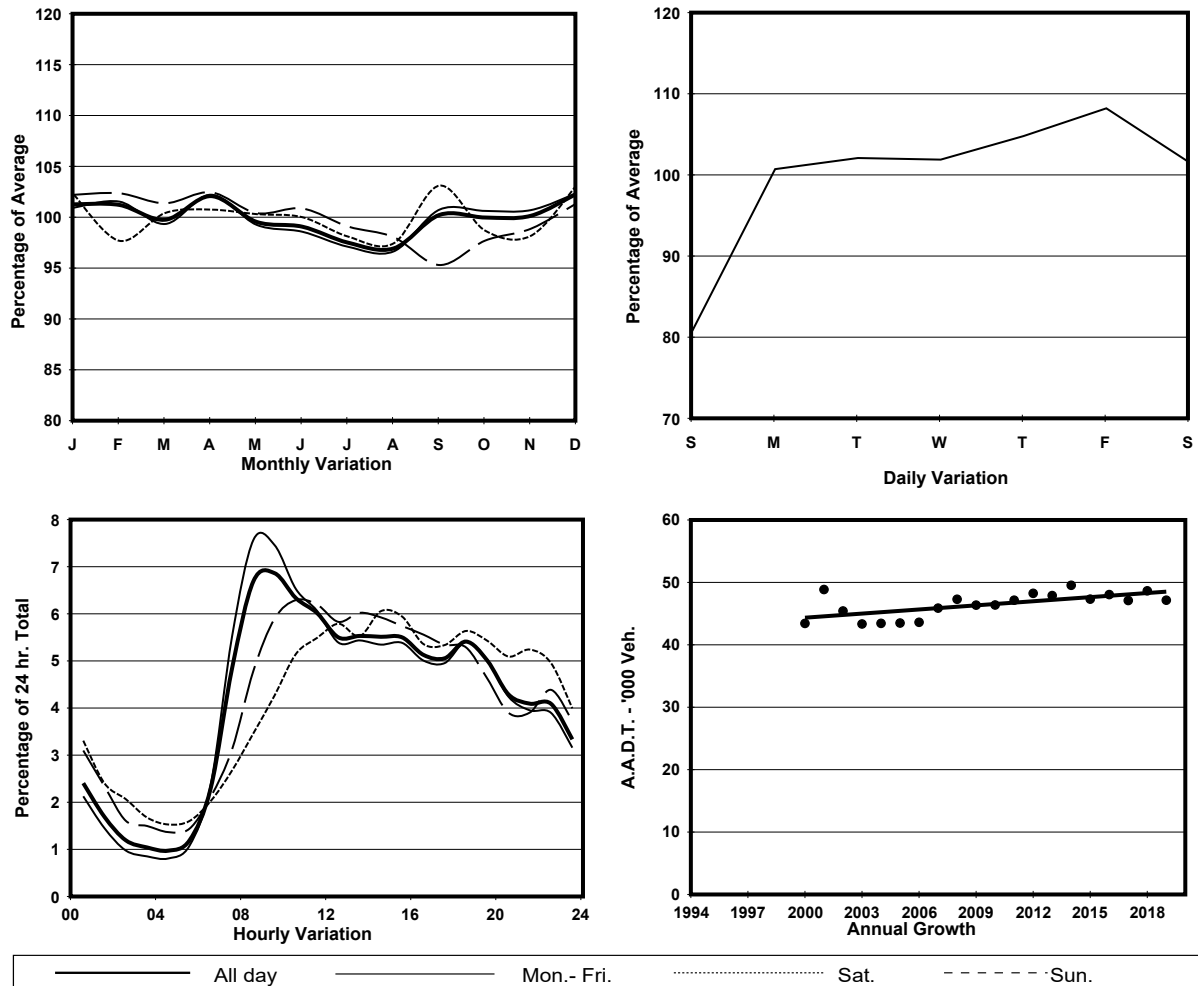 120
115
110
105
100
95
90
85
80
Percentage of Average
J F M A M J J A S O N D
Monthly Variation
120
110
100
90
80
70
Percentage of Average
S M T W T F S
Daily Variation
8
7
6
5
4
3
2
1
0
Percentage of 24 hr. Total
00 04 08 12 16 20 24
Hourly Variation
60
50
40
30
20
10
0
A.A.D.T. - '000 Veh.
1994 1997 2000 2003 2006 2009 2012 2015 2018
Annual Growth
All day Mon.- Fri. Sat. Sun.